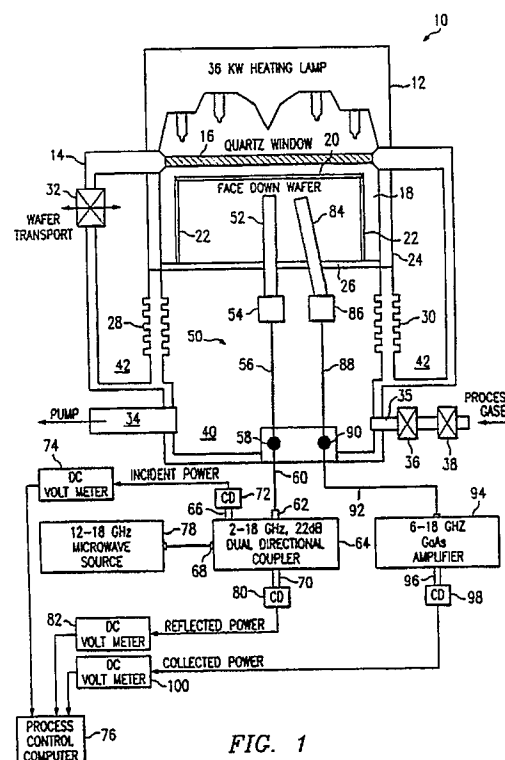 10
36 KW HEATING LAMP
12
QUARTZ WINDOW
14
16
20
32
FACE DOWN WAFER
18
52
84
WAFER
TRANSPORT
22
22
24
26
28
54
86
30
50
42
56
88
42
PUMP
34
40
58
90
35
PROCESS
GASE
36
38
74
INCIDENT POWER
60
DC
VOLT METER
72
CD
66
62
92
94
12-18 GHz
MICROWAVE
SOURCE
78
68
2-18 GHz, 22dB
DUAL DIRECTIONAL
COUPLER
64
6-18 GHZ
GaAs
AMPLIFIER
70
96
80
CD
CD
98
82
DC
VOLT METER
REFLECTED POWER
DC
VOLT METER
COLLECTED POWER
100
PROCESS
CONTROL
COMPUTER
76
FIG. 1